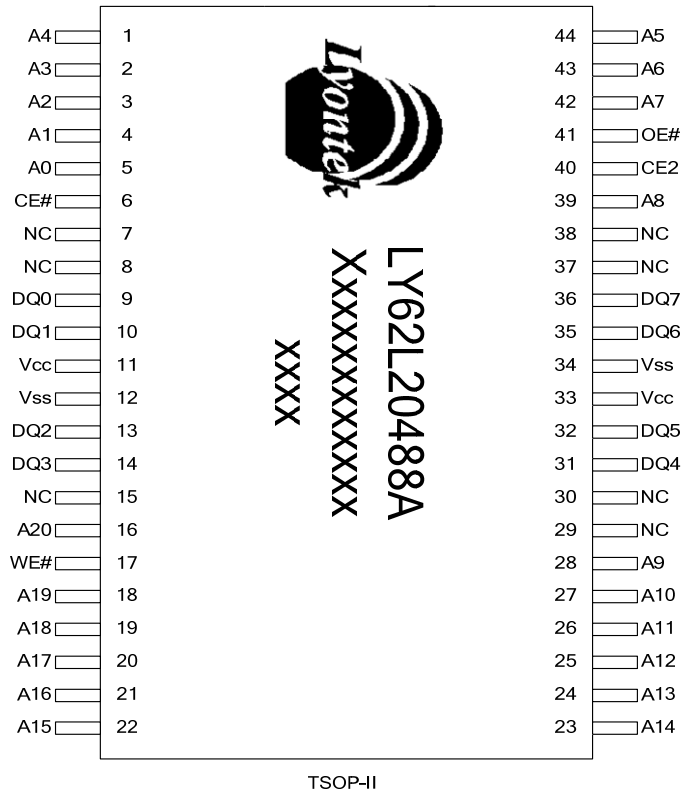 A4 1 44 A5
A3 2 43 A6
A2 3 42 A7
A1 4 41 OE#
A0 5 40 CE2
CE# 6 39 A8
NC 7 38 NC
NC 8 37 NC
DQ0 9 36 DQ7
DQ1 10 35 DQ6
Vcc 11 34 Vss
Vss 12 33 Vcc
DQ2 13 32 DQ5
DQ3 14 31 DQ4
NC 15 30 NC
A20 16 29 NC
WE# 17 28 A9
A19 18 27 A10
A18 19 26 A11
A17 20 25 A12
A16 21 24 A13
A15 22 23 A14
Lyontek
LY62L20488A
Xxxxxxxxxxxx
xxxx
TSOP-II